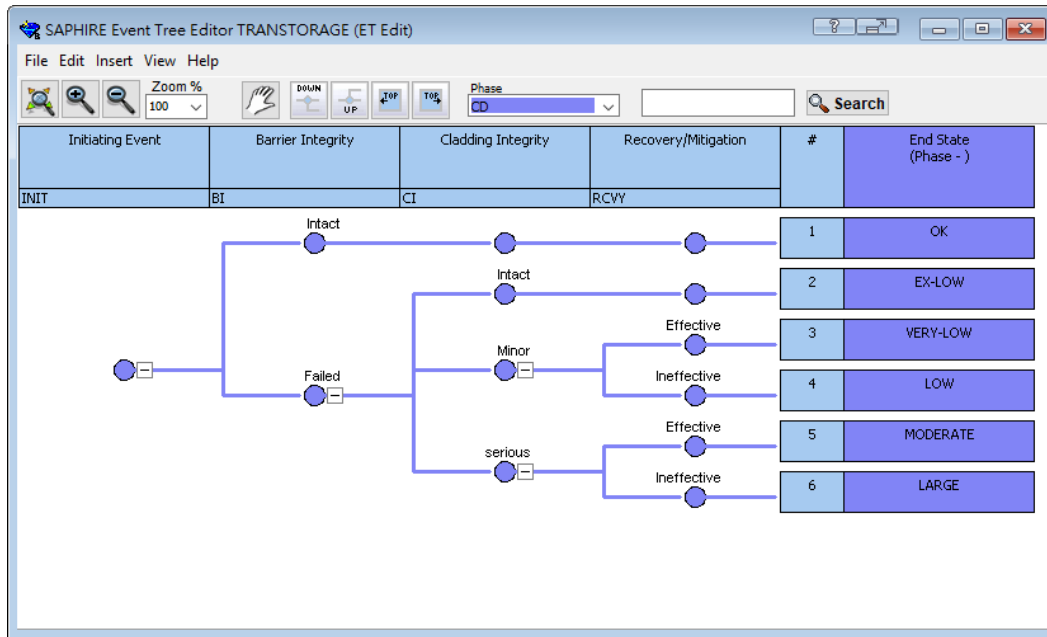 SAPHIRE Event Tree Editor TRANSTORAGE (ET Edit)
File Edit Insert View Help
Zoom %
100
DOWN
UP
TOP
TOP
Phase
CD
Search
Initiating Event Barrier Integrity Cladding Integrity Recovery/Mitigation # End State
(Phase - )
INIT BI CI RCVY
Intact 1 OK
Intact 2 EX-LOW
Effective 3 VERY-LOW
Minor
Failed Ineffective 4 LOW
Effective 5 MODERATE
serious
Ineffective 6 LARGE